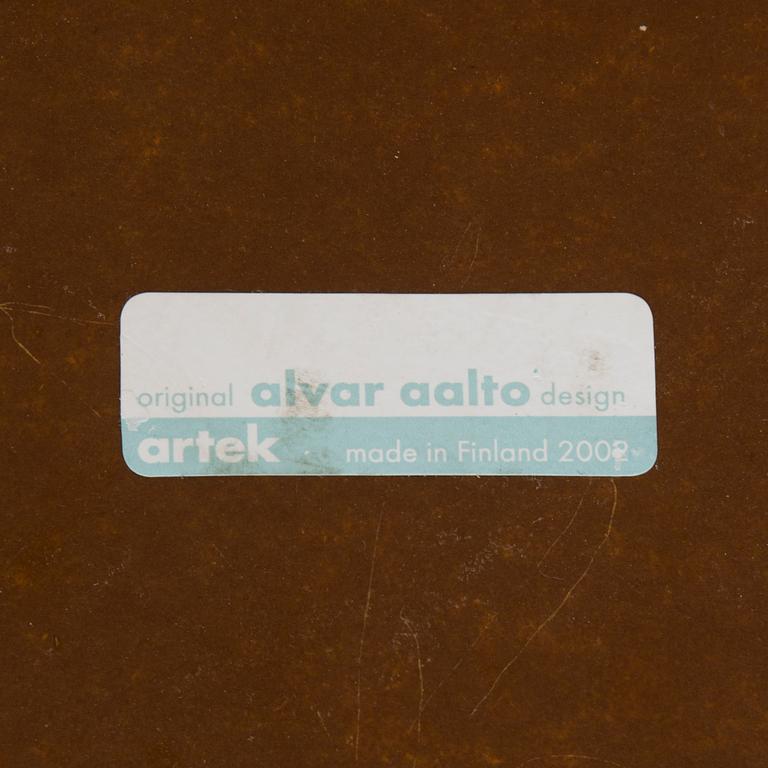 original alvar aalto design
artek made in Finland